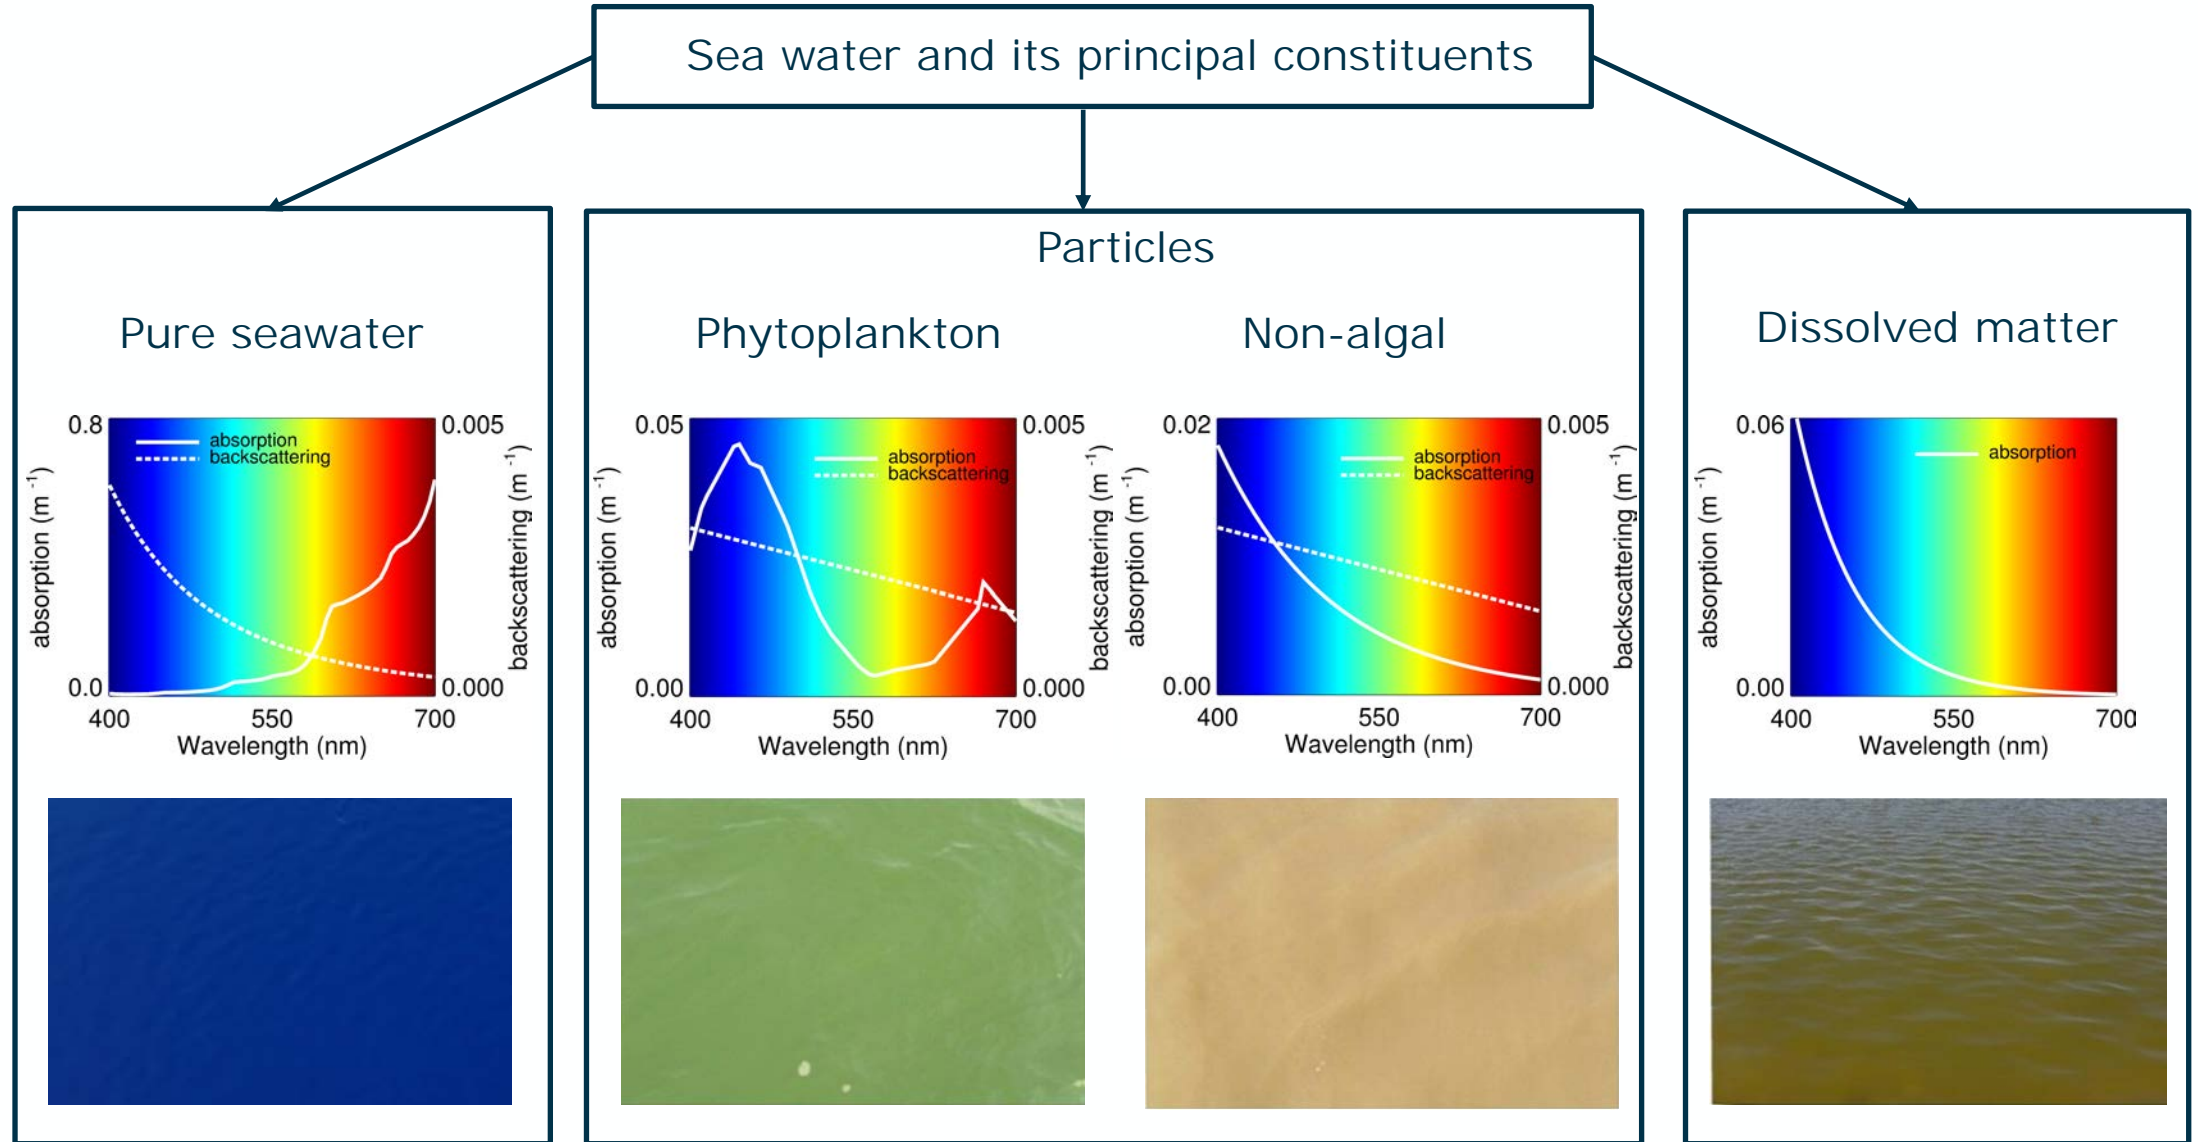 Sea water and its principal constituents
Pure seawater
0.8
0.005
absorption
backscattering
absorption (m⁻¹)
backscattering (m⁻¹)
0.0
0.000
400
550
700
Wavelength (nm)
Particles
Phytoplankton
0.05
0.005
absorption
backscattering
absorption (m⁻¹)
backscattering (m⁻¹)
0.00
0.000
400
550
700
Wavelength (nm)
Non-algal
0.02
0.005
absorption
backscattering
absorption (m⁻¹)
backscattering (m⁻¹)
0.00
0.000
400
550
700
Wavelength (nm)
Dissolved matter
0.06
absorption
absorption (m⁻¹)
0.00
400
550
700
Wavelength (nm)